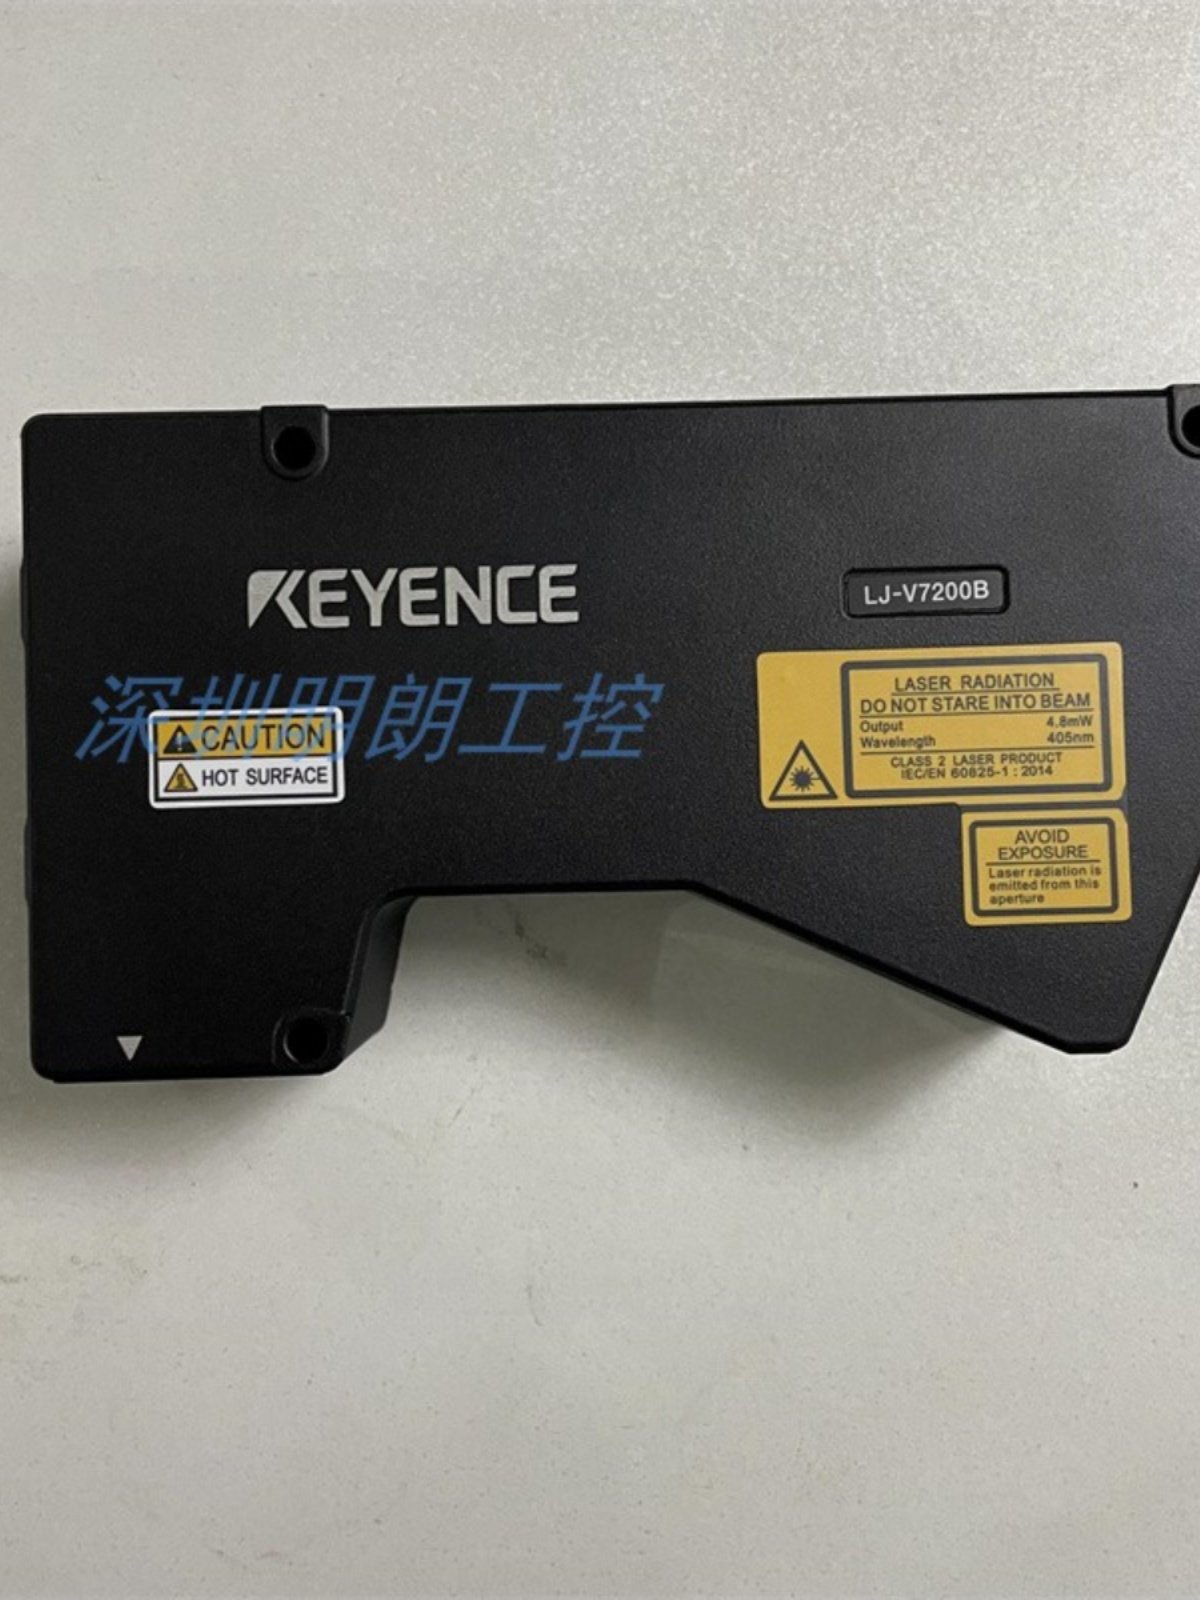 KEYENCE
LJ-V7200B
深圳明朗工控
CAUTION
HOT SURFACE
LASER RADIATION
DO NOT STARE INTO BEAM
Output 4.8mW
Wavelength 405nm
CLASS 2 LASER PRODUCT
IEC/EN 60825-1 : 2014
AVOID
EXPOSURE
Laser radiation is
emitted from this
aperture